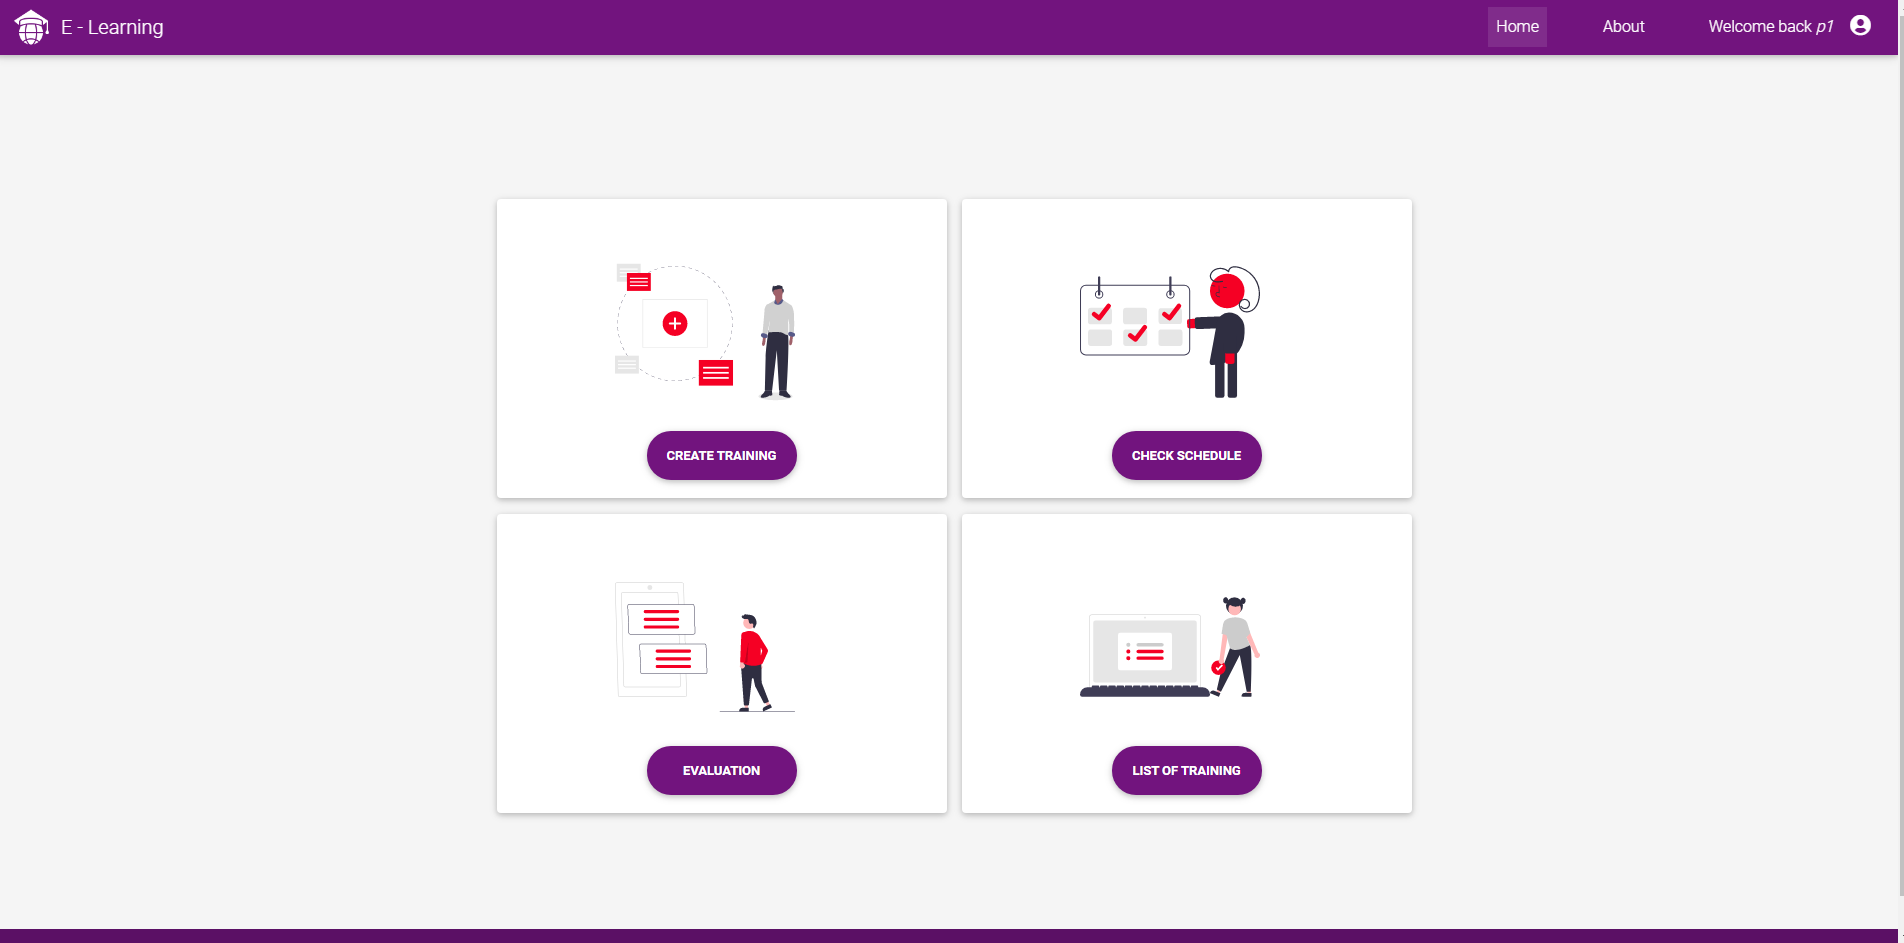 E - Learning
Home
About
Welcome back p1
CREATE TRAINING
CHECK SCHEDULE
EVALUATION
LIST OF TRAINING